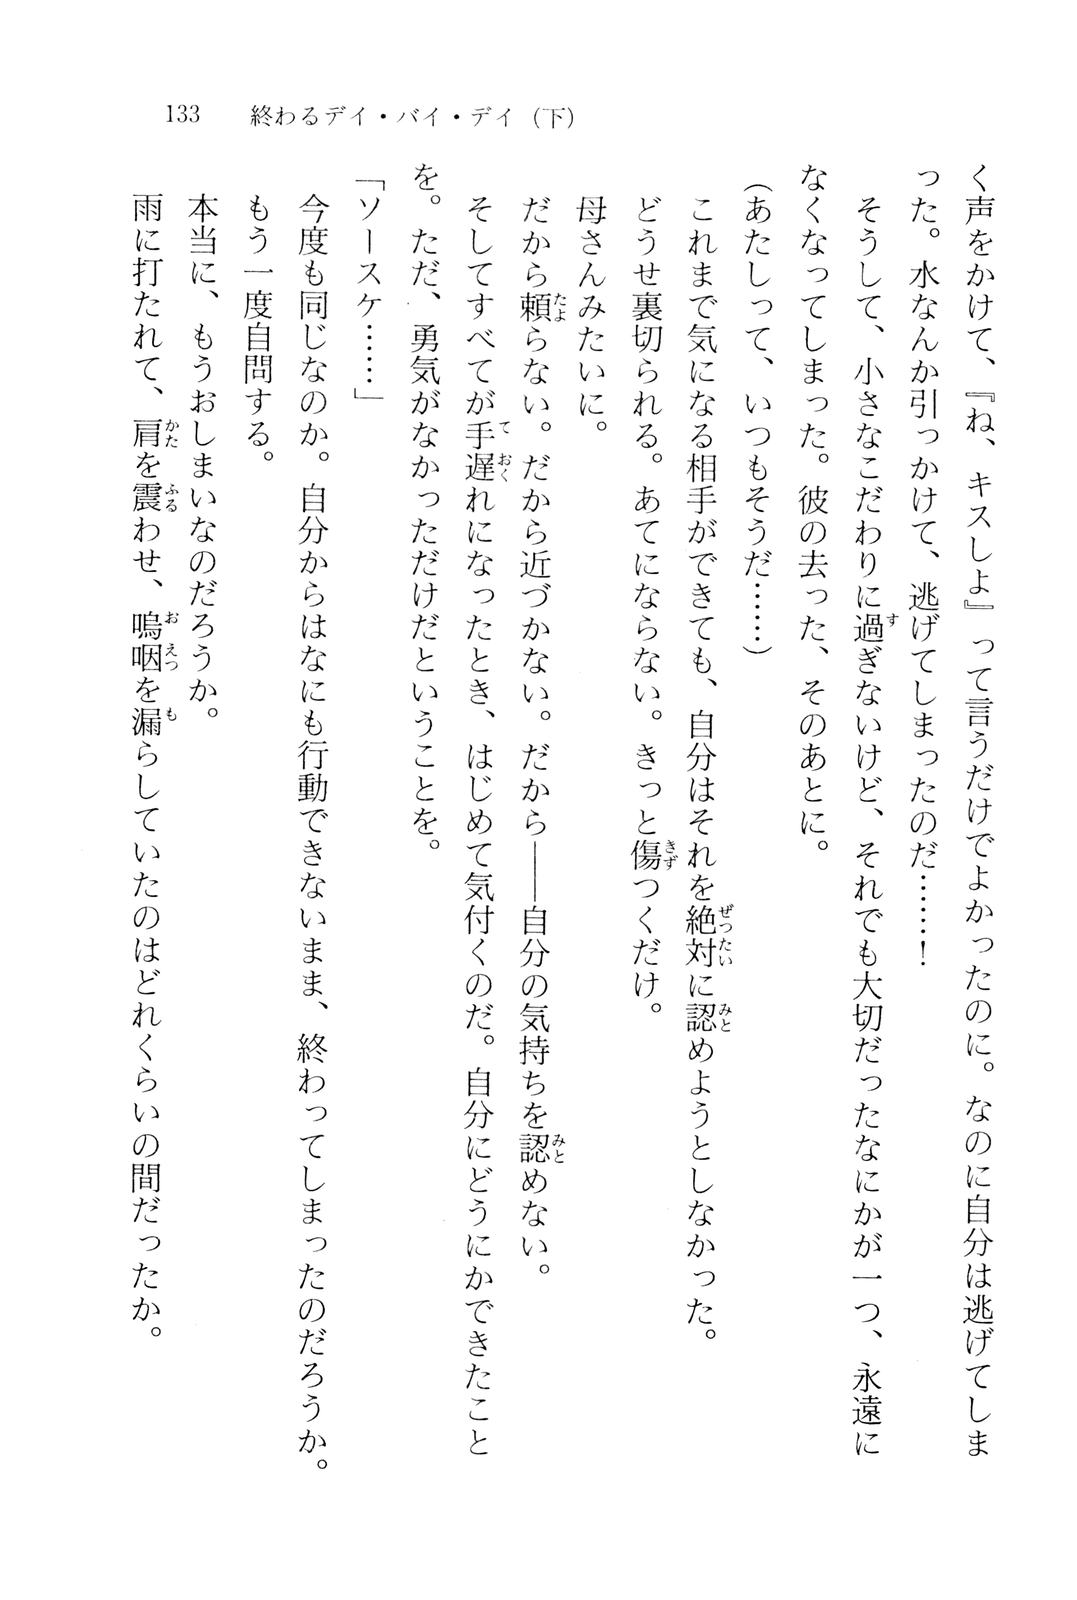 133 終わるデイ・バイ・デイ（下）
く声をかけて、『ね、キスしよ』って言うだけでよかったのに。なのに自分は逃げてしま
った。水なんか引っかけて、逃げてしまったのだ……！
そうして、小さなこだわりに過ぎないけど、それでも大切だったなにかが一つ、永遠に
なくなってしまった。彼の去った、そのあとに。
（あたしって、いつもそうだ……）
これまで気になる相手ができても、自分はそれを絶対に認めようとしなかった。
どうせ裏切られる。あてにならない。きっと傷つくだけ。
母さんみたいに。
だから頼らない。だから近づかない。だから――自分の気持ちを認めない。
そしてすべてが手遅れになったとき、はじめて気付くのだ。自分にどうにかできたこと
を。ただ、勇気がなかっただけだということを。
「ソースケ……」
今度も同じなのか。自分からはなにも行動できないまま、終わってしまったのだろうか。
もう一度自問する。
本当に、もうおしまいなのだろうか。
雨に打たれて、肩を震わせ、嗚咽を漏らしていたのはどれくらいの間だったか。